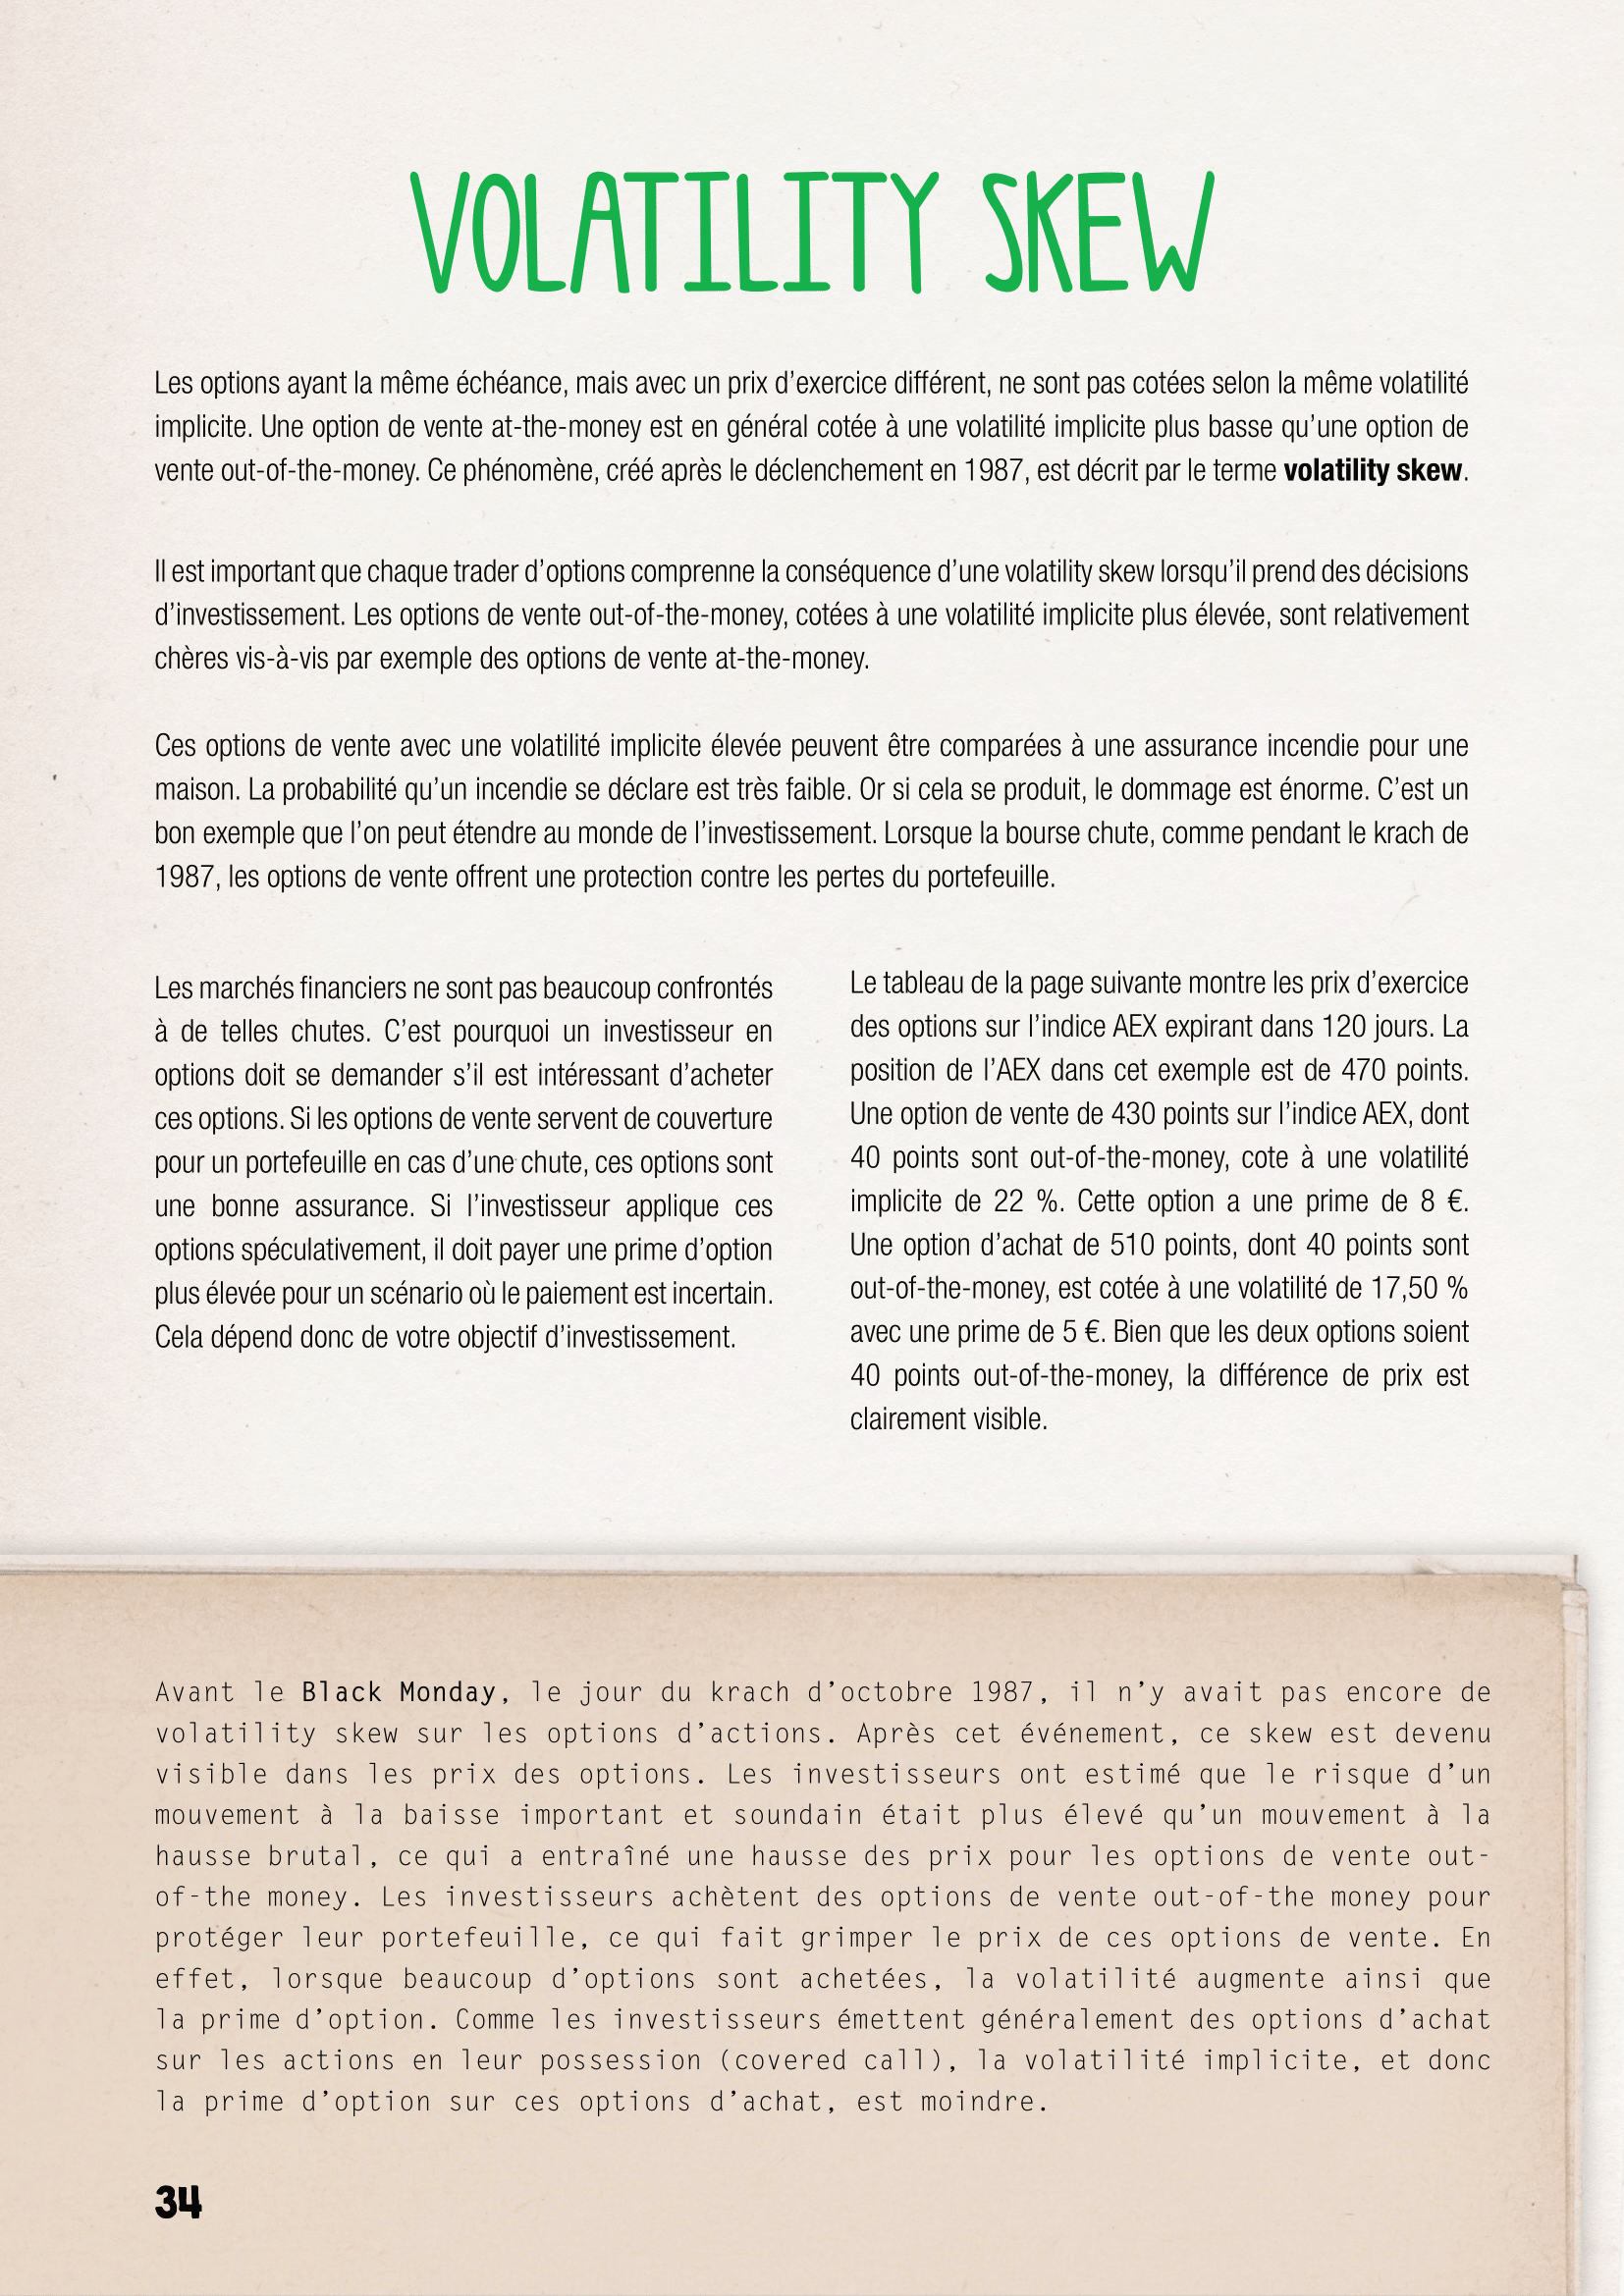 VOLATILITY SKEW
Les options ayant la même échéance, mais avec un prix d’exercice différent, ne sont pas cotées selon la même volatilité
implicite. Une option de vente at-the-money est en général cotée à une volatilité implicite plus basse qu’une option de
vente out-of-the-money. Ce phénomène, créé après le déclenchement en 1987, est décrit par le terme volatility skew.
Il est important que chaque trader d’options comprenne la conséquence d’une volatility skew lorsqu’il prend des décisions
d’investissement. Les options de vente out-of-the-money, cotées à une volatilité implicite plus élevée, sont relativement
chères vis-à-vis par exemple des options de vente at-the-money.
Ces options de vente avec une volatilité implicite élevée peuvent être comparées à une assurance incendie pour une
maison. La probabilité qu’un incendie se déclare est très faible. Or si cela se produit, le dommage est énorme. C’est un
bon exemple que l’on peut étendre au monde de l’investissement. Lorsque la bourse chute, comme pendant le krach de
1987, les options de vente offrent une protection contre les pertes du portefeuille.
Les marchés financiers ne sont pas beaucoup confrontés
à de telles chutes. C’est pourquoi un investisseur en
options doit se demander s’il est intéressant d’acheter
ces options. Si les options de vente servent de couverture
pour un portefeuille en cas d’une chute, ces options sont
une bonne assurance. Si l’investisseur applique ces
options spéculativement, il doit payer une prime d’option
plus élevée pour un scénario où le paiement est incertain.
Cela dépend donc de votre objectif d’investissement.
Le tableau de la page suivante montre les prix d’exercice
des options sur l’indice AEX expirant dans 120 jours. La
position de l’AEX dans cet exemple est de 470 points.
Une option de vente de 430 points sur l’indice AEX, dont
40 points sont out-of-the-money, cote à une volatilité
implicite de 22 %. Cette option a une prime de 8 €.
Une option d’achat de 510 points, dont 40 points sont
out-of-the-money, est cotée à une volatilité de 17,50 %
avec une prime de 5 €. Bien que les deux options soient
40 points out-of-the-money, la différence de prix est
clairement visible.
Avant le Black Monday, le jour du krach d’octobre 1987, il n’y avait pas encore de
volatility skew sur les options d’actions. Après cet événement, ce skew est devenu
visible dans les prix des options. Les investisseurs ont estimé que le risque d’un
mouvement à la baisse important et soundain était plus élevé qu’un mouvement à la
hausse brutal, ce qui a entraîné une hausse des prix pour les options de vente out-
of-the money. Les investisseurs achètent des options de vente out-of-the money pour
protéger leur portefeuille, ce qui fait grimper le prix de ces options de vente. En
effet, lorsque beaucoup d’options sont achetées, la volatilité augmente ainsi que
la prime d’option. Comme les investisseurs émettent généralement des options d’achat
sur les actions en leur possession (covered call), la volatilité implicite, et donc
la prime d’option sur ces options d’achat, est moindre.
34